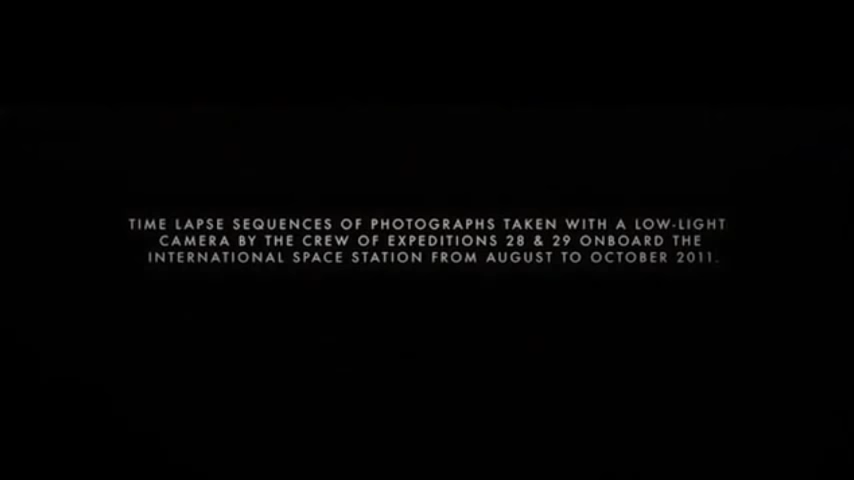 TIME LAPSE SEQUENCES OF PHOTOGRAPHS TAKEN WITH A LOW-LIGHT
CAMERA BY THE CREW OF EXPEDITIONS 28 & 29 ONBOARD THE
INTERNATIONAL SPACE STATION FROM AUGUST TO OCTOBER 2011.